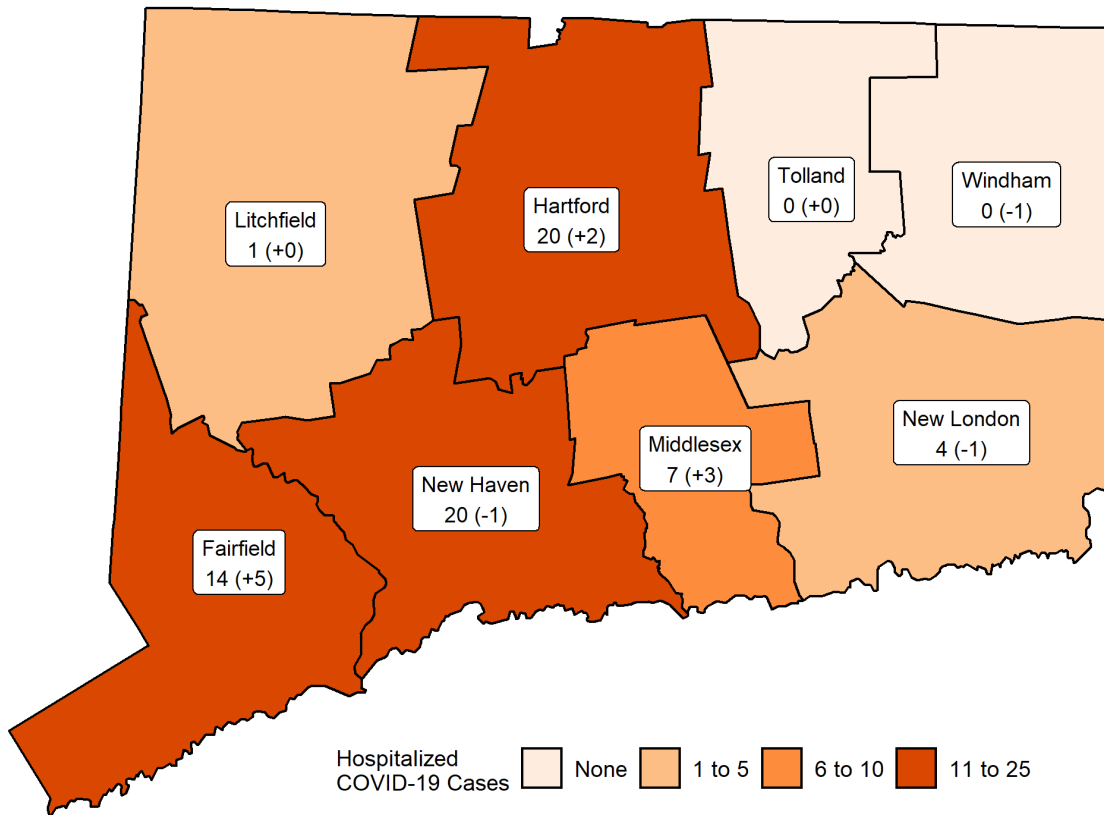 Tolland
0 (+0)
Windham
0 (-1)
Litchfield
1 (+0)
Hartford
20 (+2)
New London
4 (-1)
Middlesex
7 (+3)
New Haven
20 (-1)
Fairfield
14 (+5)
Hospitalized
COVID-19 Cases
None
1 to 5
6 to 10
11 to 25